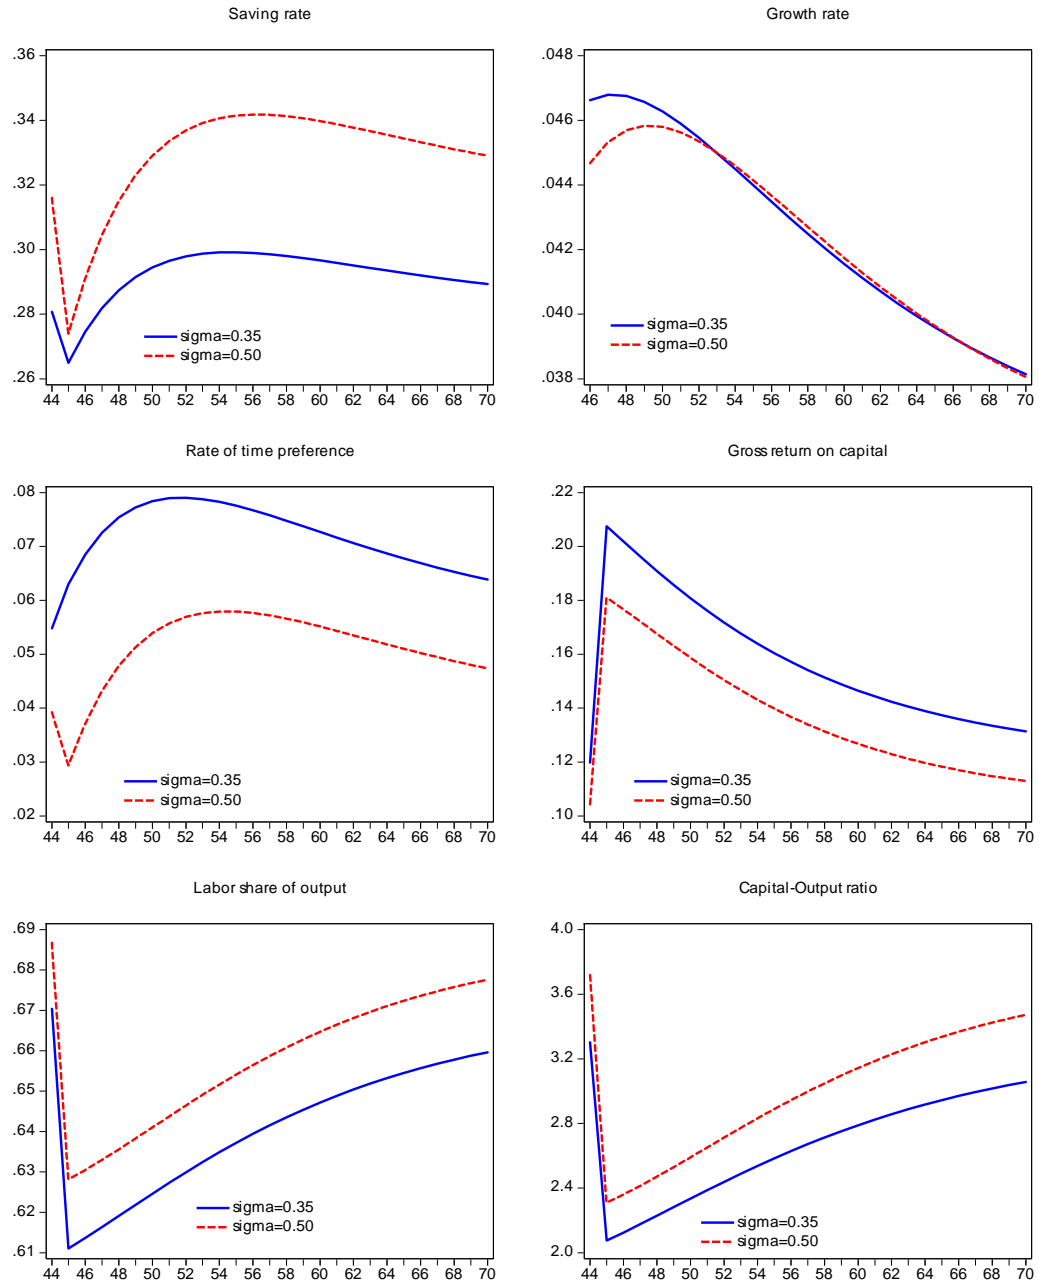 Saving rate
.36
.34
.32
.30
.28
.26
sigma=0.35
sigma=0.50
44 46 48 50 52 54 56 58 60 62 64 66 68 70
Growth rate
.048
.046
.044
.042
.040
.038
sigma=0.35
sigma=0.50
46 48 50 52 54 56 58 60 62 64 66 68 70
Rate of time preference
.08
.07
.06
.05
.04
.03
.02
sigma=0.35
sigma=0.50
44 46 48 50 52 54 56 58 60 62 64 66 68 70
Gross return on capital
.22
.20
.18
.16
.14
.12
.10
sigma=0.35
sigma=0.50
44 46 48 50 52 54 56 58 60 62 64 66 68 70
Labor share of output
.69
.68
.67
.66
.65
.64
.63
.62
.61
sigma=0.35
sigma=0.50
44 46 48 50 52 54 56 58 60 62 64 66 68 70
Capital-Output ratio
4.0
3.6
3.2
2.8
2.4
2.0
sigma=0.35
sigma=0.50
44 46 48 50 52 54 56 58 60 62 64 66 68 70